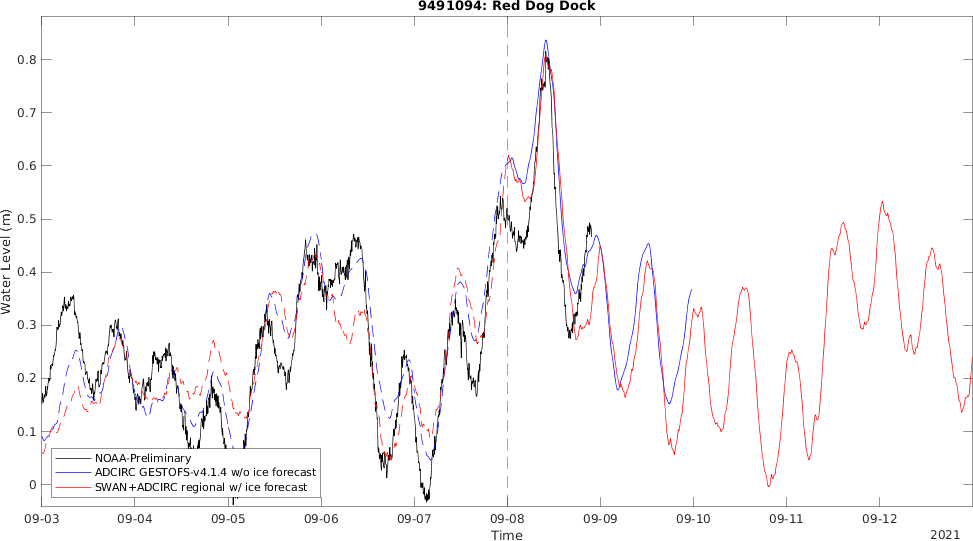 9491094: Red Dog Dock
Water Level (m)
0.8
0.7
0.6
0.5
0.4
0.3
0.2
0.1
0
NOAA-Preliminary
ADCIRC GESTOFS-v4.1.4 w/o ice forecast
SWAN+ADCIRC regional w/ ice forecast
09-03 09-04 09-05 09-06 09-07 09-08 09-09 09-10 09-11 09-12
Time
2021